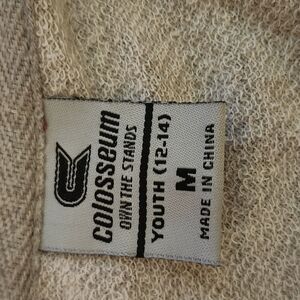 Colosseum
OWN THE STANDS
YOUTH (12-14)
M
MADE IN CHINA